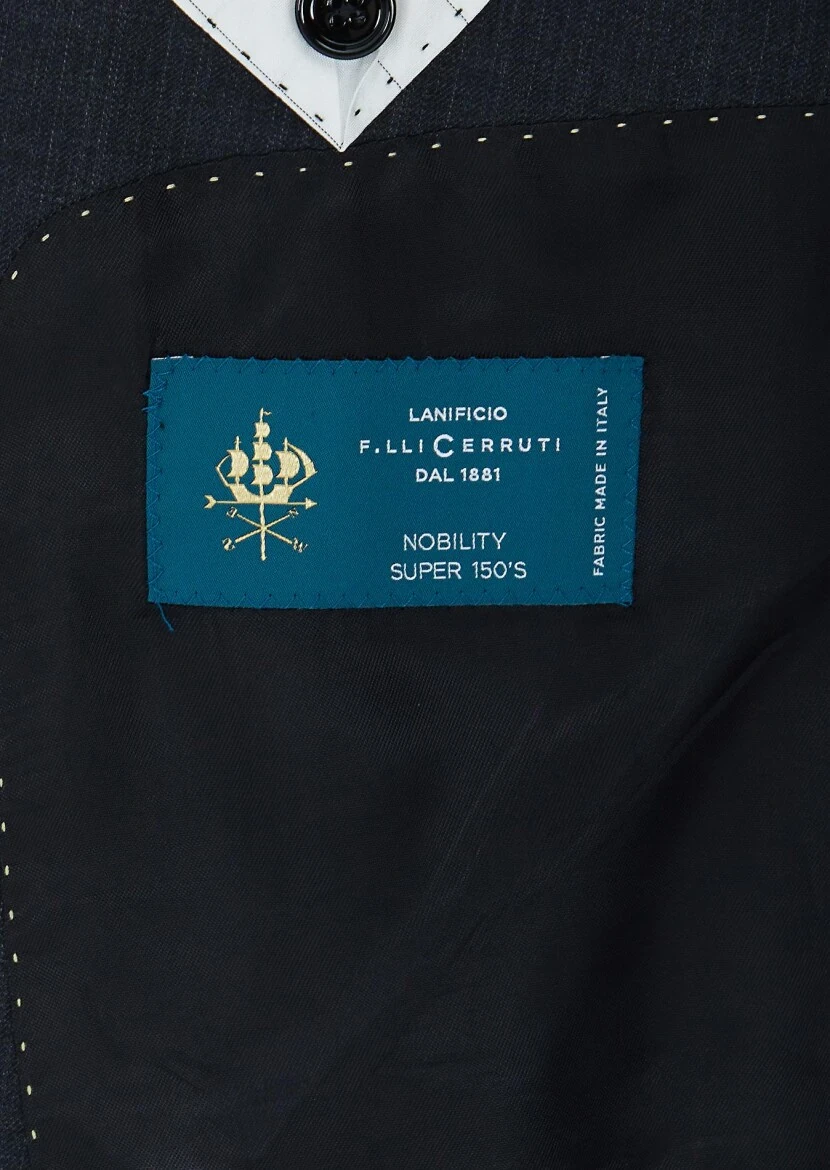 LANIFICIO
F.LLI CERRUTI
DAL 1881
NOBILITY
SUPER 150'S
FABRIC MADE IN ITALY